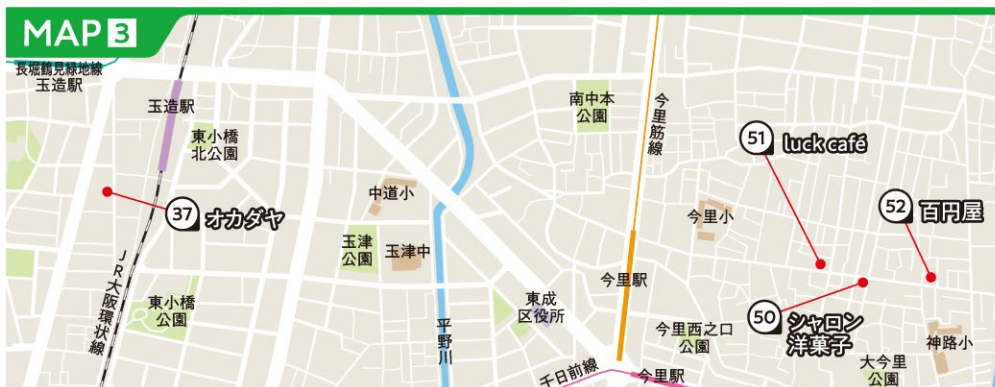 MAP 3
長堀鶴見緑地線
玉造駅
玉造駅
東小橋
北公園
37 オカダヤ
JR大阪環状線
東小橋
公園
中道小
玉津
公園
玉津中
平野川
東成
区役所
千日前線
南中本
公園
今里筋線
今里小
今里駅
今里西之口
公園
今里駅
51 luck café
52 百円屋
50 シャロン
洋菓子
神路小
大今里
公園